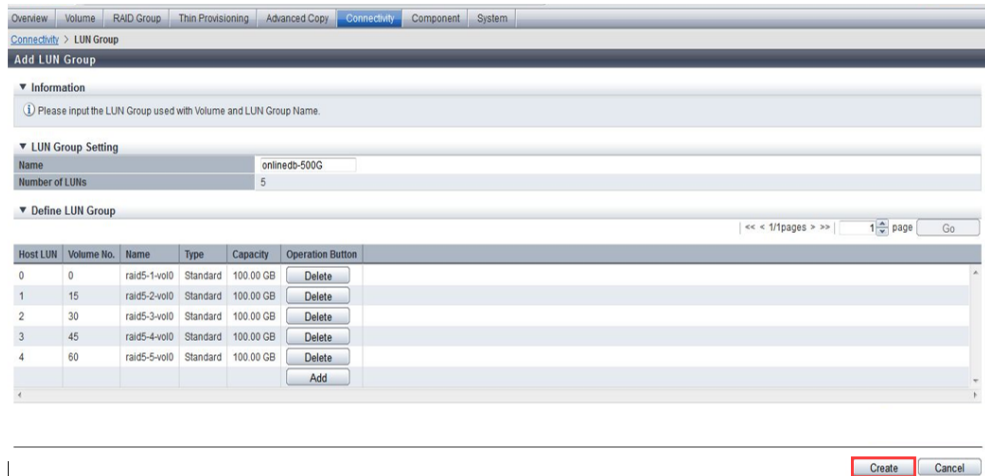 Overview Volume RAID Group Thin Provisioning Advanced Copy Connectivity Component System
Connectivity > LUN Group
Add LUN Group
▼ Information
Please input the LUN Group used with Volume and LUN Group Name.
▼ LUN Group Setting
Name onlinedb-500G
Number of LUNs 5
▼ Define LUN Group
<< < 1/1pages > >> 1 page Go
Host LUN Volume No. Name Type Capacity Operation Button
0 0 raid5-1-vol0 Standard 100.00 GB Delete
1 15 raid5-2-vol0 Standard 100.00 GB Delete
2 30 raid5-3-vol0 Standard 100.00 GB Delete
3 45 raid5-4-vol0 Standard 100.00 GB Delete
4 60 raid5-5-vol0 Standard 100.00 GB Delete
Add
Create Cancel